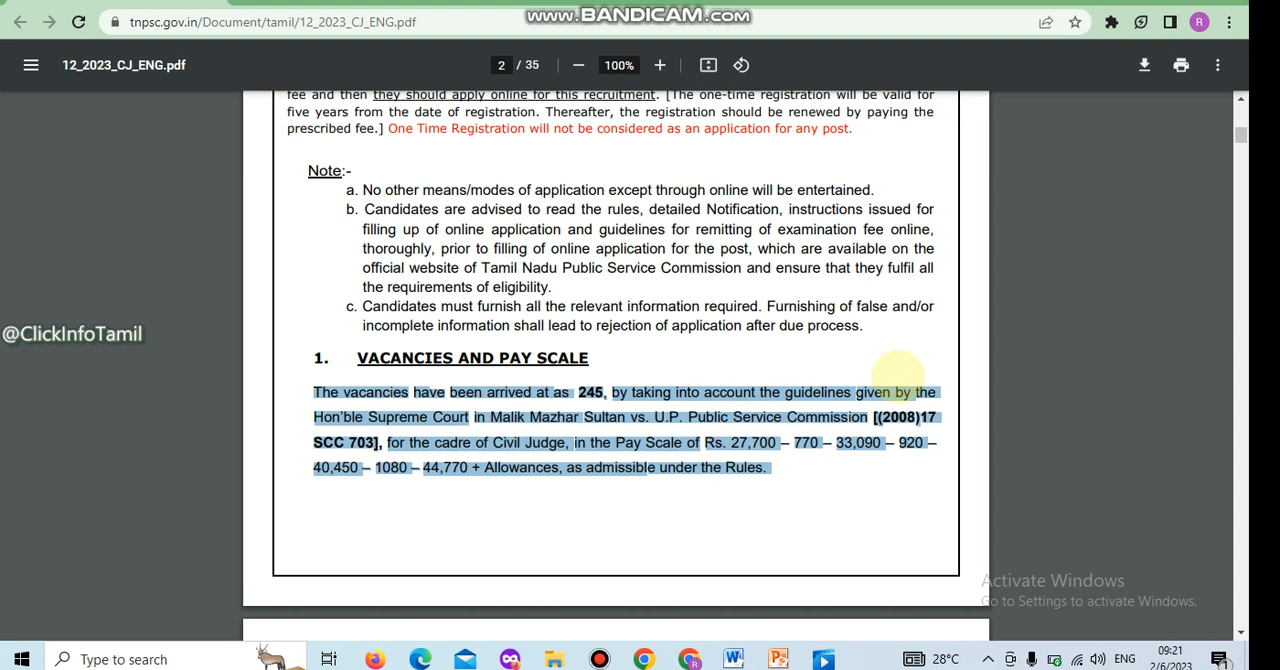 tnpsc.gov.in/Document/tamil/12_2023_CJ_ENG.pdf
www.BANDICAM.com
R
12_2023_CJ_ENG.pdf
2 / 35
100%
fee and then they should apply online for this recruitment. [The one-time registration will be valid for
five years from the date of registration. Thereafter, the registration should be renewed by paying the
prescribed fee.] One Time Registration will not be considered as an application for any post.
Note:-
a. No other means/modes of application except through online will be entertained.
b. Candidates are advised to read the rules, detailed Notification, instructions issued for
filling up of online application and guidelines for remitting of examination fee online,
thoroughly, prior to filling of online application for the post, which are available on the
official website of Tamil Nadu Public Service Commission and ensure that they fulfil all
the requirements of eligibility.
c. Candidates must furnish all the relevant information required. Furnishing of false and/or
incomplete information shall lead to rejection of application after due process.
@ClickInfoTamil
1. VACANCIES AND PAY SCALE
The vacancies have been arrived at as 245, by taking into account the guidelines given by the
Hon'ble Supreme Court in Malik Mazhar Sultan vs. U.P. Public Service Commission [(2008)17
SCC 703], for the cadre of Civil Judge, in the Pay Scale of Rs. 27,700 – 770 – 33,090 – 920 –
40,450 – 1080 – 44,770 + Allowances, as admissible under the Rules.
Activate Windows
Go to Settings to activate Windows.
Type to search
28°C
ENG
09:21